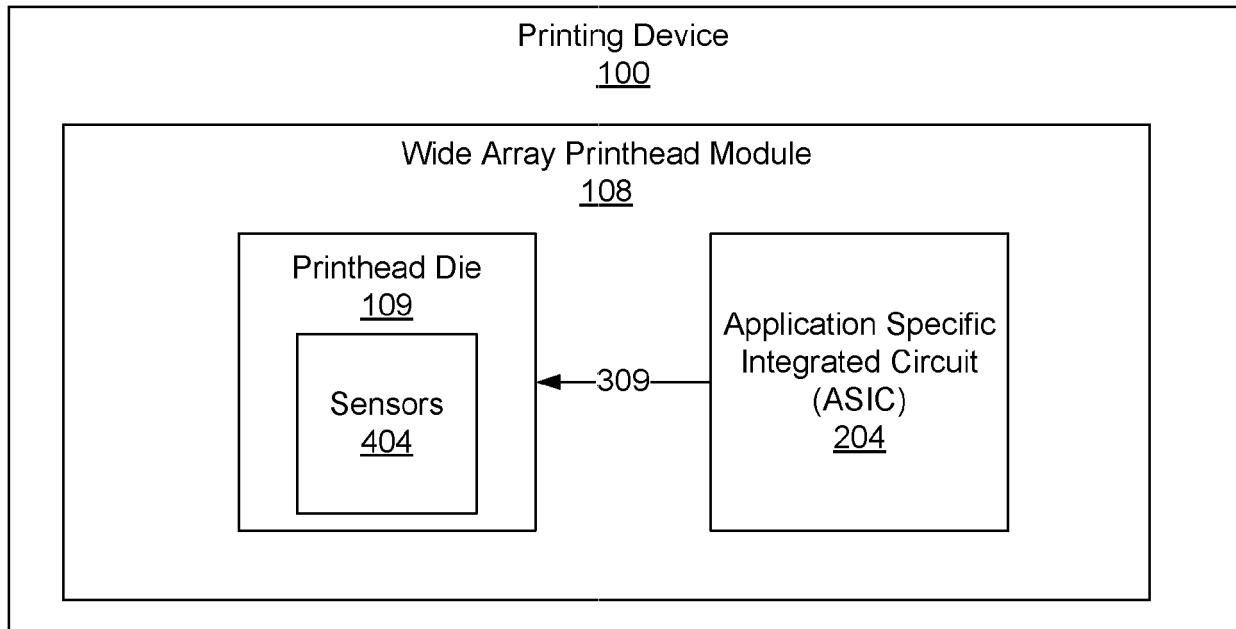 Printing Device
100
Wide Array Printhead Module
108
Printhead Die
109
Sensors
404
309
Application Specific
Integrated Circuit
(ASIC)
204